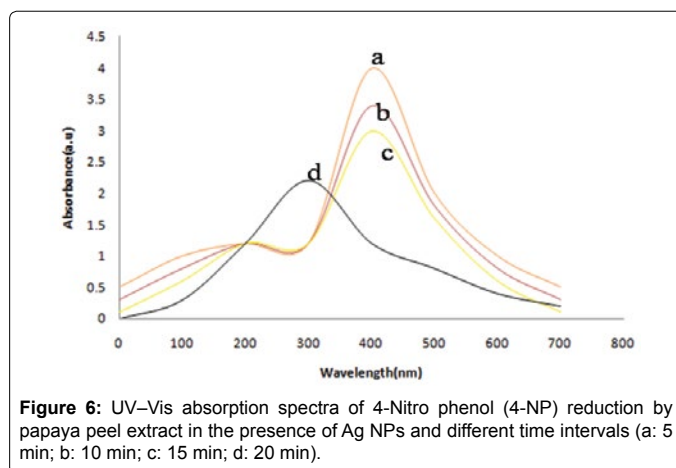 4.5
4
3.5
3
2.5
2
1.5
1
0.5
0
Absorbance(a.u)
a
b
c
d
0 100 200 300 400 500 600 700 800
Wavelength(nm)
Figure 6: UV–Vis absorption spectra of 4-Nitro phenol (4-NP) reduction by
papaya peel extract in the presence of Ag NPs and different time intervals (a: 5
min; b: 10 min; c: 15 min; d: 20 min).